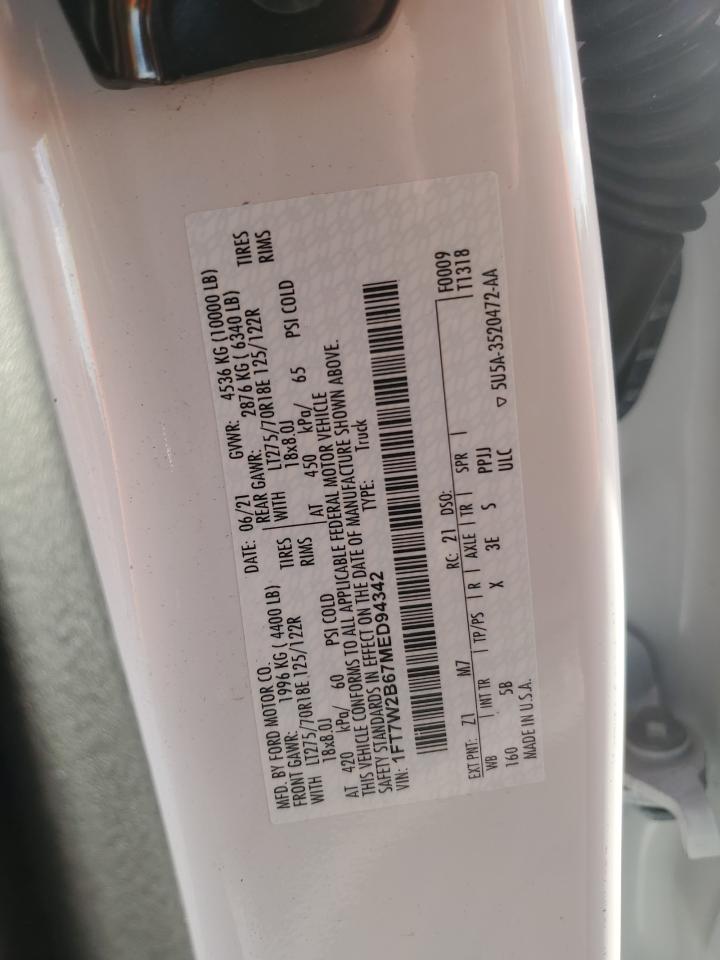 MFD. BY FORD MOTOR CO.
DATE: 06/21 GVWR: 4536 KG (10000 LB)
FRONT GAWR: 1996 KG ( 4400 LB) REAR GAWR: 2876 KG ( 6340 LB)
WITH LT275/70R18E 125/122R TIRES WITH LT275/70R18E 125/122R TIRES
18x8.0J RIMS 18x8.0J RIMS
AT 420 kPa/ 60 PSI COLD AT 450 kPa/ 65 PSI COLD
THIS VEHICLE CONFORMS TO ALL APPLICABLE FEDERAL MOTOR VEHICLE
SAFETY STANDARDS IN EFFECT ON THE DATE OF MANUFACTURE SHOWN ABOVE.
VIN: 1FT7W2B67MED94342 TYPE: Truck
F0009
T1318
EXT PNT: Z1 M7 RC: 21 DSO:
WB INT TR TP/PS R AXLE TR SPR
160 5B X 3E S PPJJ
MADE IN U.S.A. ULC
▽ 5U5A-3520472-AA